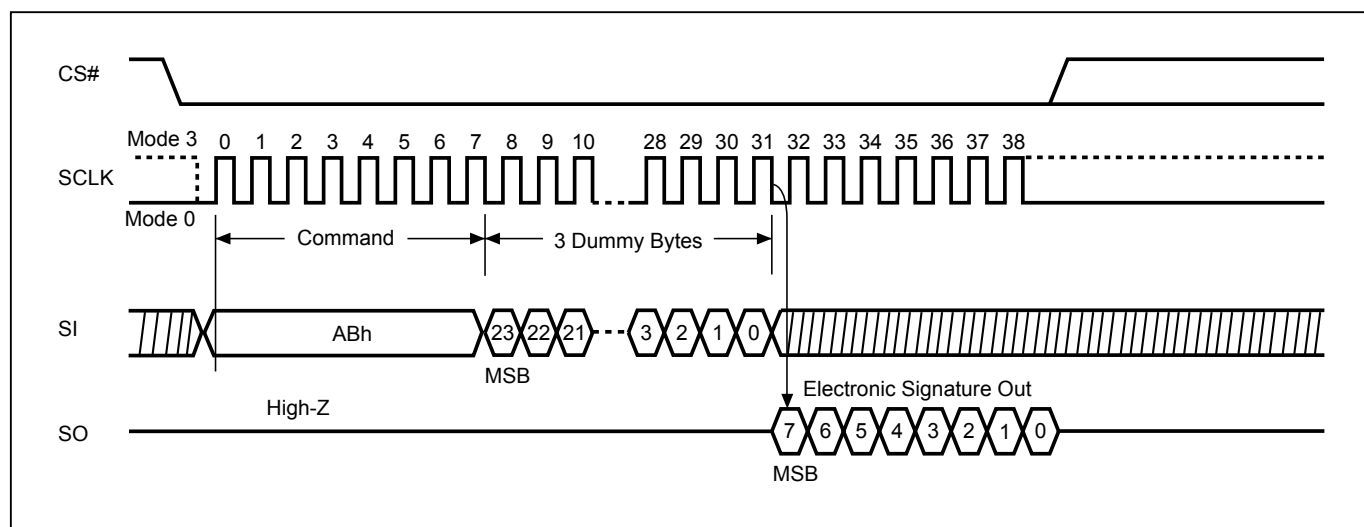 CS#
Mode 3
0 1 2 3 4 5 6 7 8 9 10 28 29 30 31 32 33 34 35 36 37 38
SCLK
Mode 0
Command 3 Dummy Bytes
SI ABh 23 22 21 3 2 1 0
MSB
Electronic Signature Out
High-Z
SO 7 6 5 4 3 2 1 0
MSB